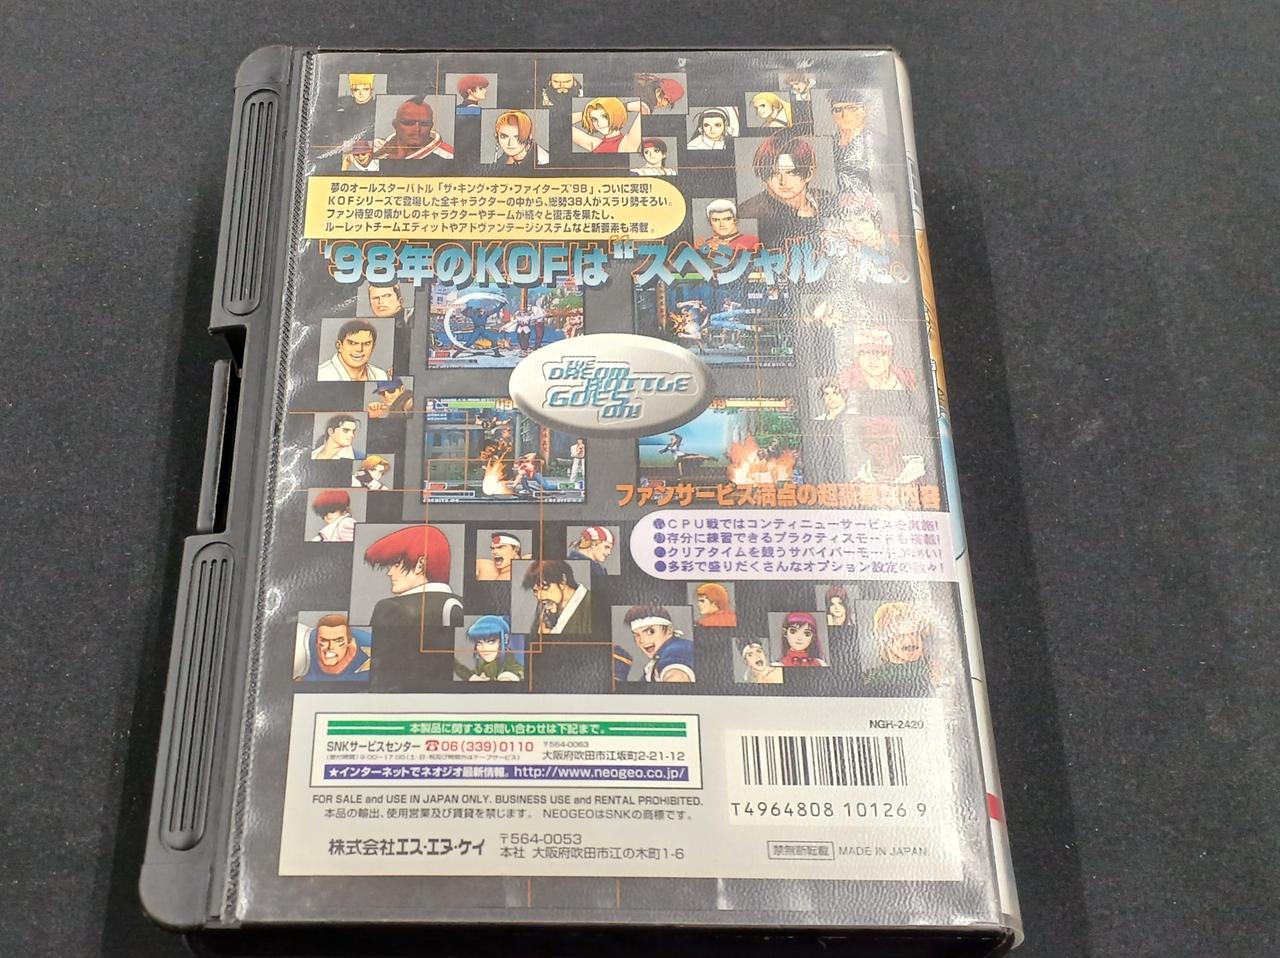 夢のオールスターバトル「ザ・キング・オブ・ファイターズ'98」、ついに実現!
KOFシリーズで登場した全キャラクターの中から、総勢38人がズラリ勢ぞろい。
ファン待望の懐かしのキャラクターやチームが続々と復活を果たし、
ルーレットチームエディットやアドヴァンテージシステムなど新要素も満載。
'98年のKOFは"スペシャル"だ。
THE
DREAM
BATTLE
GOES
ON!
ファンサービス満点の超豪華な内容
●CPU戦ではコンティニューサービスを実施!
●存分に練習できるプラクティスモードも搭載!
●クリアタイムを競うサバイバルモードが熱い!
●多彩で盛りだくさんなオプション設定の数々!
本製品に関するお問い合わせは下記まで。
SNKサービスセンター ☎06(339)0110 〒564-0063
大阪府吹田市江坂町2-21-12
★インターネットでネオジオ最新情報。http://www.neogeo.co.jp/
FOR SALE and USE IN JAPAN ONLY. BUSINESS USE and RENTAL PROHIBITED.
本品の輸出、使用営業及び賃貸を禁じます。 NEOGEOはSNKの商標です。
株式会社エス・エヌ・ケイ 〒564-0053
本社 大阪府吹田市江の木町1-6
NGH-2420
T4964808 10126 9
禁無断転載 MADE IN JAPAN.